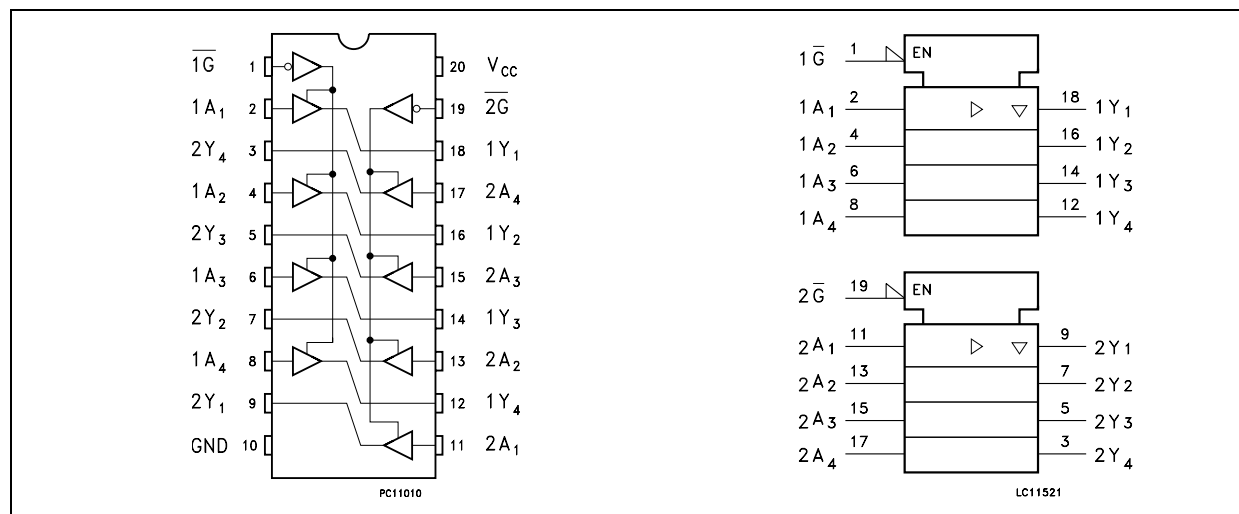 1G̅ 1 20 VCC
1A1 2 19 2G̅
2Y4 3 18 1Y1
1A2 4 17 2A4
2Y3 5 16 1Y2
1A3 6 15 2A3
2Y2 7 14 1Y3
1A4 8 13 2A2
2Y1 9 12 1Y4
GND 10 11 2A1
PC11010
1G̅ 1 EN
1A1 2 18 1Y1
1A2 4 16 1Y2
1A3 6 14 1Y3
1A4 8 12 1Y4
2G̅ 19 EN
2A1 11 9 2Y1
2A2 13 7 2Y2
2A3 15 5 2Y3
2A4 17 3 2Y4
LC11521